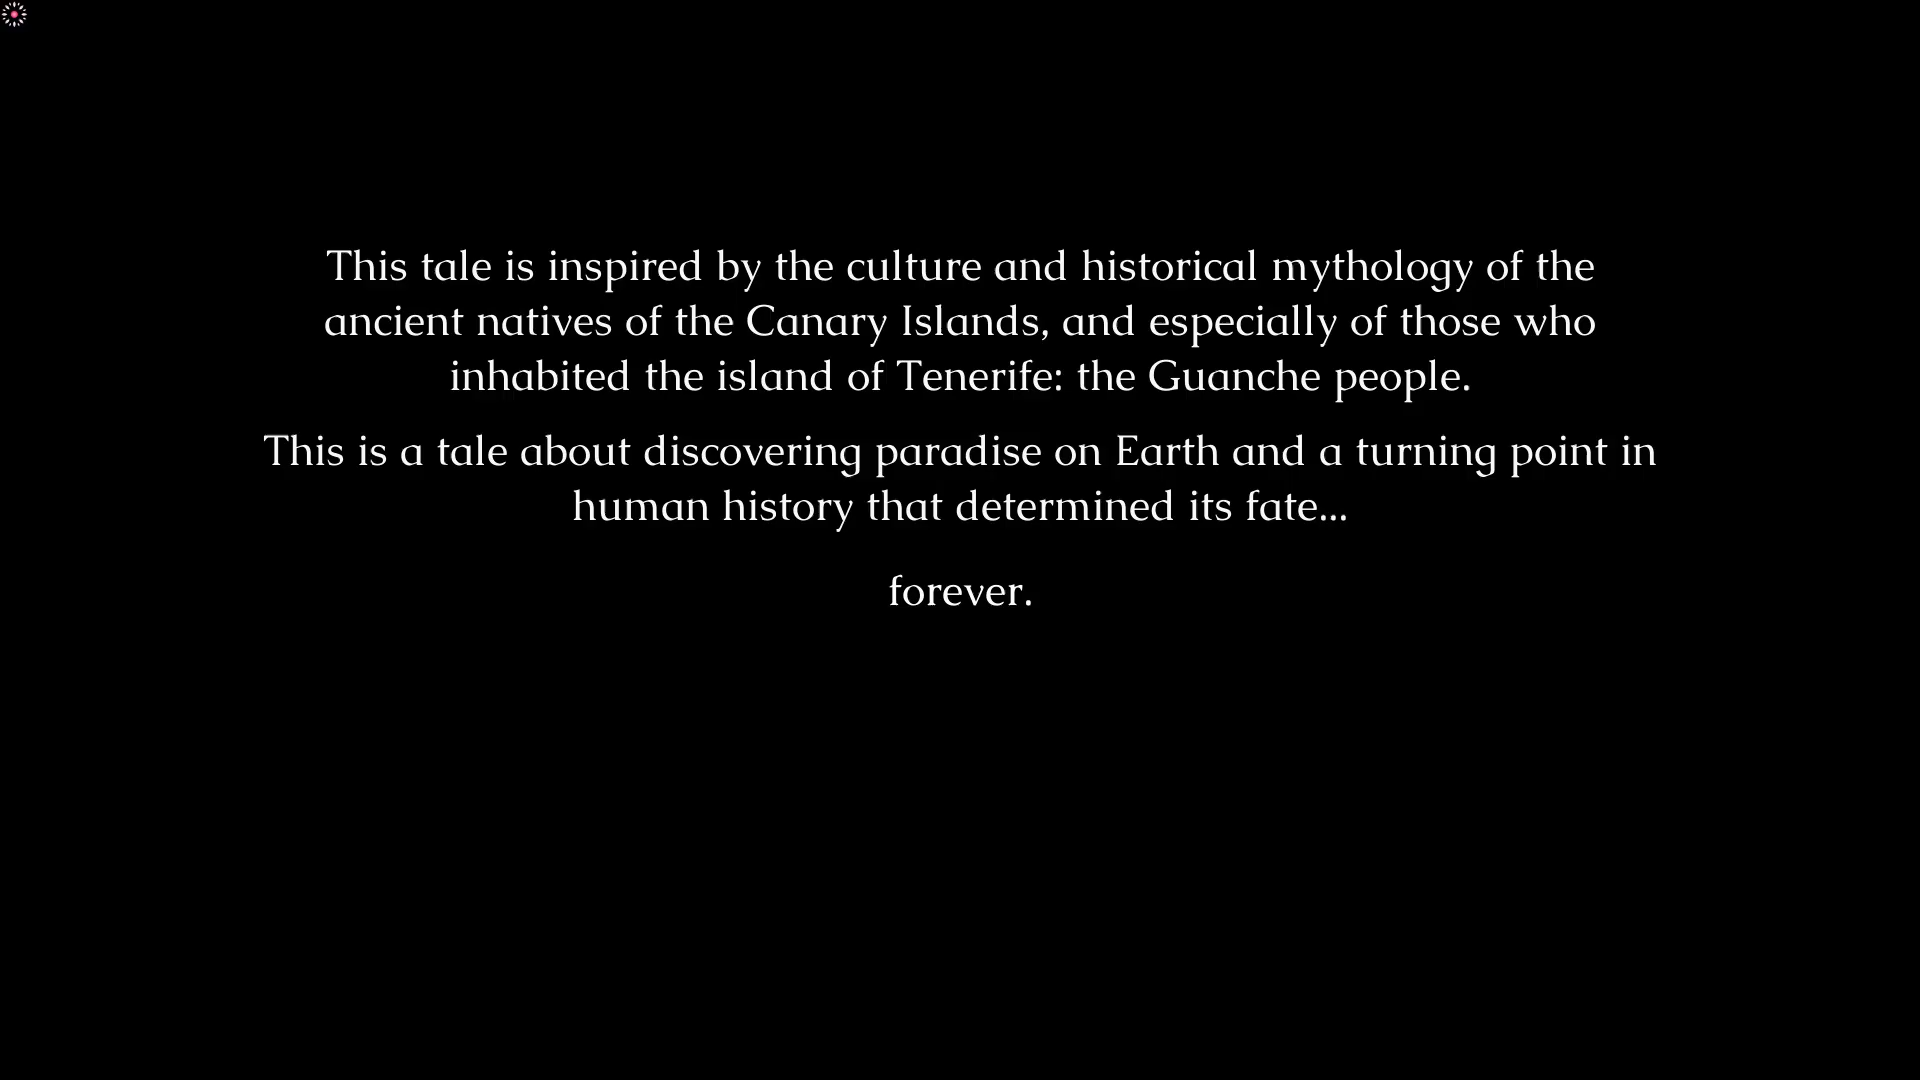 This tale is inspired by the culture and historical mythology of the
ancient natives of the Canary Islands, and especially of those who
inhabited the island of Tenerife: the Guanche people.
This is a tale about discovering paradise on Earth and a turning point in
human history that determined its fate...
forever.